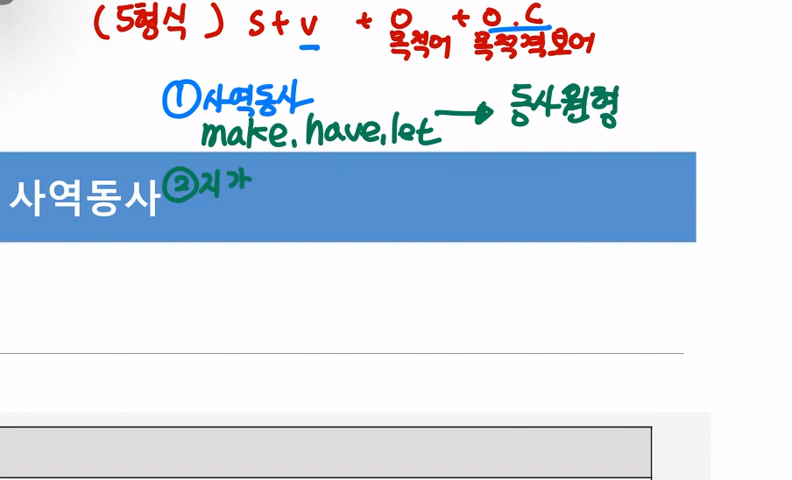 (5형식) S+V + O + O.C
목적어 목적격보어
①사역동사
make, have, let → 동사원형
사역동사 ②지가